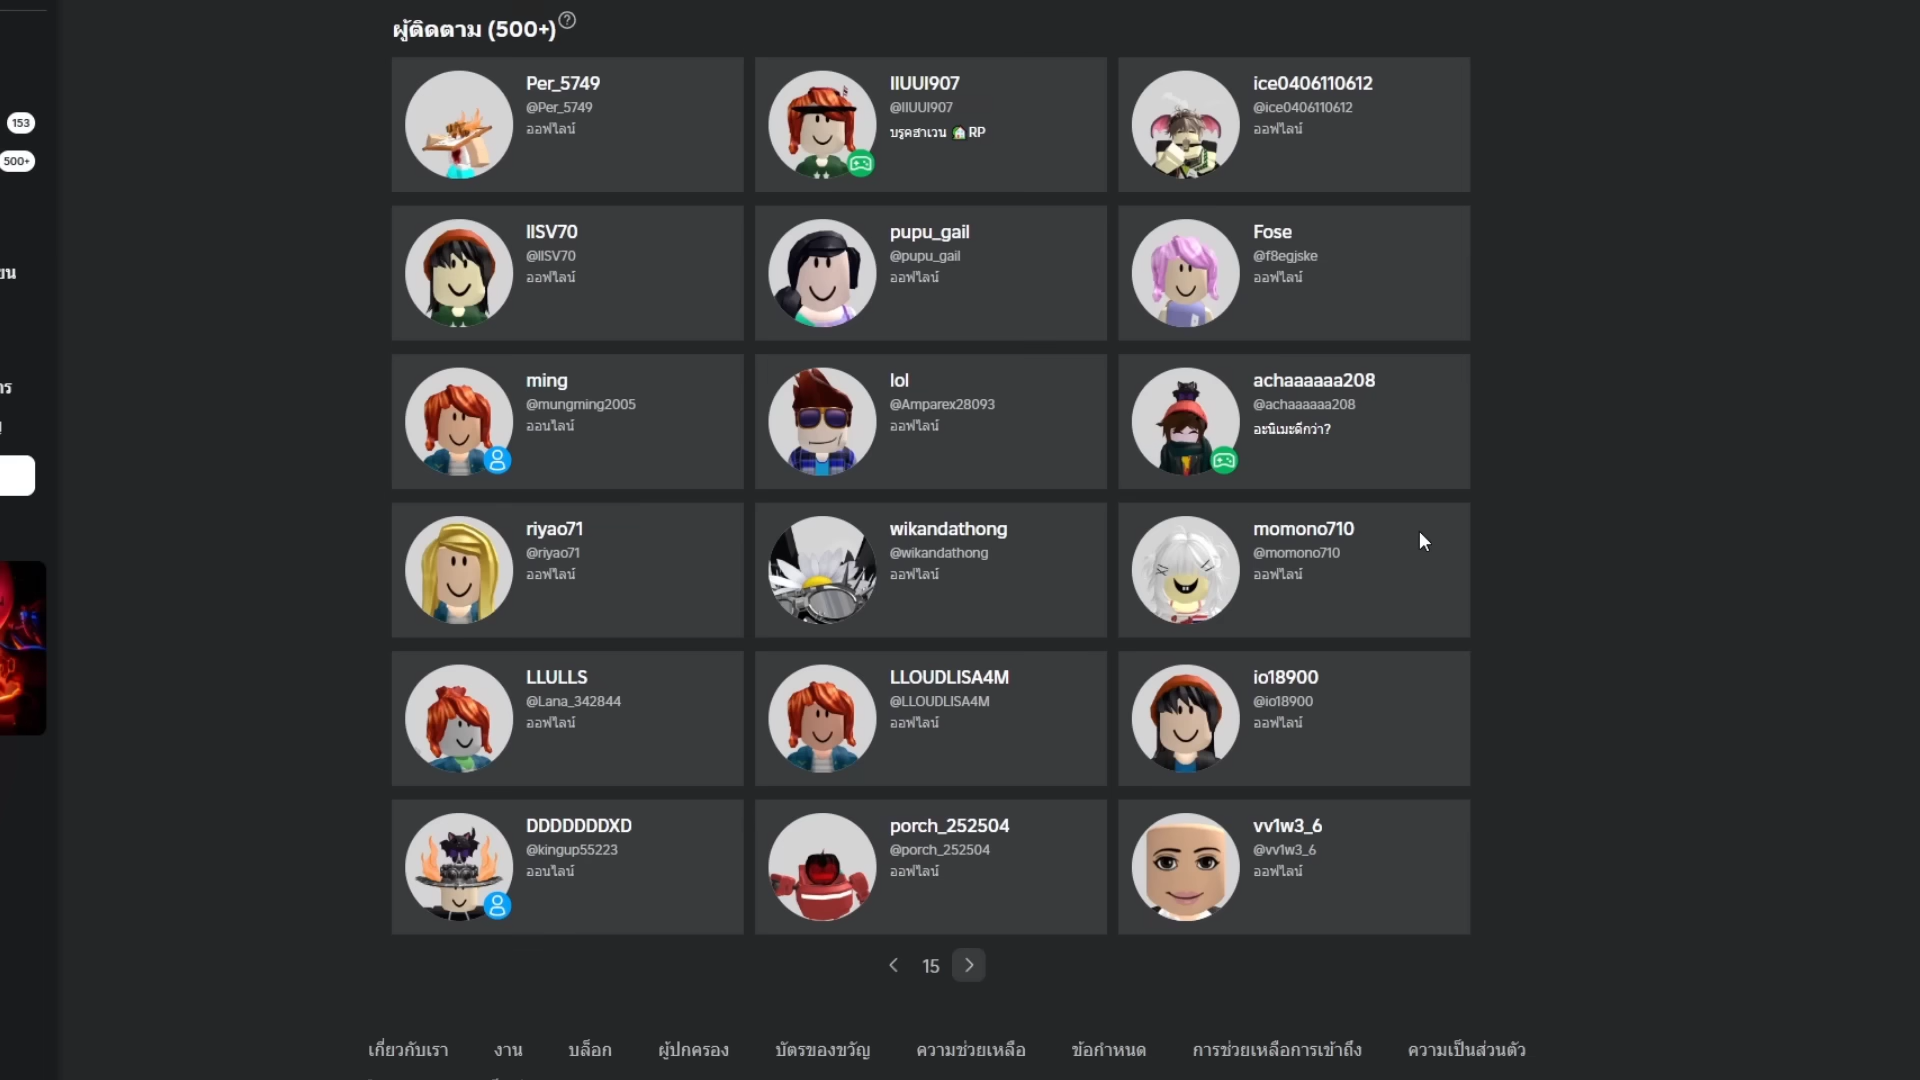 ผู้ติดตาม (500+)
153
500+
Per_5749
@Per_5749
ออฟไลน์
IIUUI907
@IIUUI907
บรูคฮาเวน 🏡 RP
ice0406110612
@ice0406110612
ออฟไลน์
IISV70
@IISV70
ออฟไลน์
pupu_gail
@pupu_gail
ออฟไลน์
Fose
@f8egjske
ออฟไลน์
ming
@mungming2005
ออนไลน์
lol
@Amparex28093
ออฟไลน์
achaaaaaa208
@achaaaaaa208
อะนิเมะดีกว่า?
riyao71
@riyao71
ออฟไลน์
wikandathong
@wikandathong
ออฟไลน์
momono710
@momono710
ออฟไลน์
LLULLS
@Lana_342844
ออฟไลน์
LLOUDLISA4M
@LLOUDLISA4M
ออฟไลน์
io18900
@io18900
ออฟไลน์
DDDDDDDXD
@kingup55223
ออนไลน์
porch_252504
@porch_252504
ออฟไลน์
vv1w3_6
@vv1w3_6
ออฟไลน์
15
เกี่ยวกับเรา งาน บล็อก ผู้ปกครอง บัตรของขวัญ ความช่วยเหลือ ข้อกำหนด การช่วยเหลือการเข้าถึง ความเป็นส่วนตัว